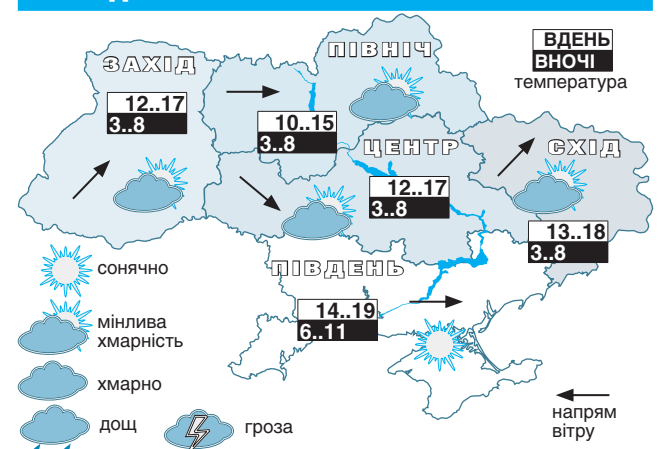 ПІВНІЧ
ВДЕНЬ
ВНОЧІ
температура
ЗАХІД
12..17
3..8
10..15
3..8
ЦЕНТР
СХІД
12..17
3..8
13..18
3..8
сонячно
ПІВДЕНЬ
14..19
6..11
мінлива
хмарність
хмарно
дощ
гроза
напрям
вітру